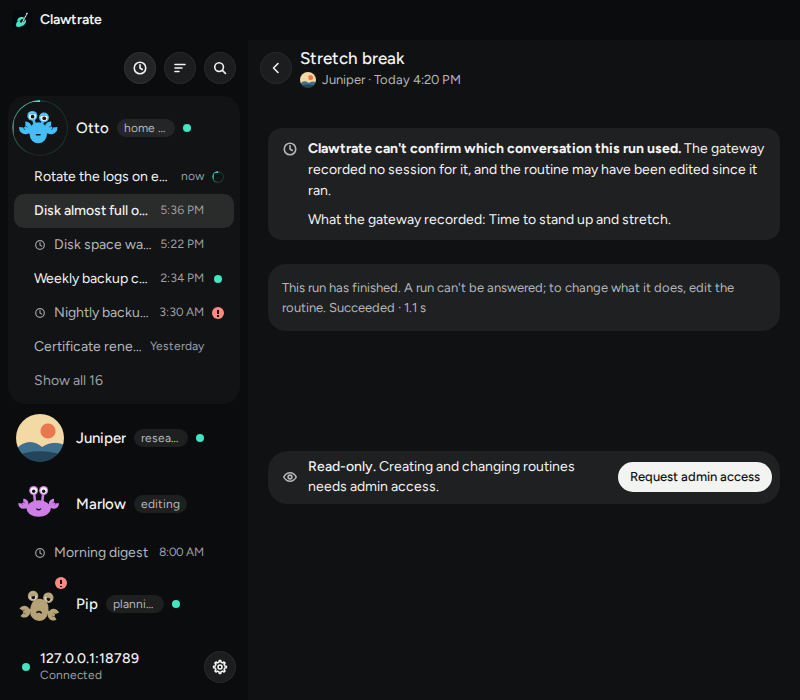 Clawtrate
Otto
home ...
Rotate the logs on e...
now
Disk almost full o...
5:36 PM
Disk space wa...
5:22 PM
Weekly backup c...
2:34 PM
Nightly backu...
3:30 AM
Certificate rene...
Yesterday
Show all 16
Juniper
resea...
Marlow
editing
Morning digest
8:00 AM
Pip
planni...
127.0.0.1:18789
Connected
Stretch break
Juniper · Today 4:20 PM
Clawtrate can't confirm which conversation this run used. The gateway
recorded no session for it, and the routine may have been edited since it
ran.
What the gateway recorded: Time to stand up and stretch.
This run has finished. A run can't be answered; to change what it does, edit the
routine. Succeeded · 1.1 s
Read-only. Creating and changing routines
needs admin access.
Request admin access